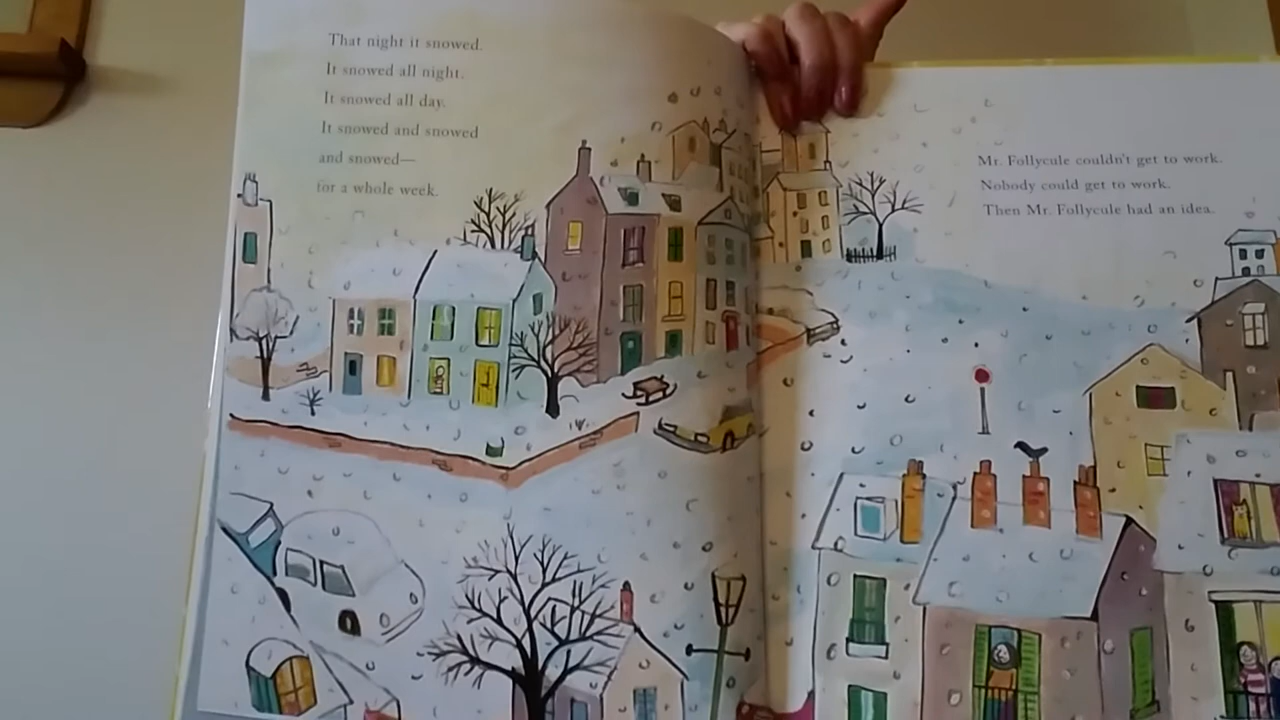 That night it snowed.
It snowed all night.
It snowed all day.
It snowed and snowed
and snowed—
for a whole week.
Mr. Follycule couldn't get to work.
Nobody could get to work.
Then Mr. Follycule had an idea.